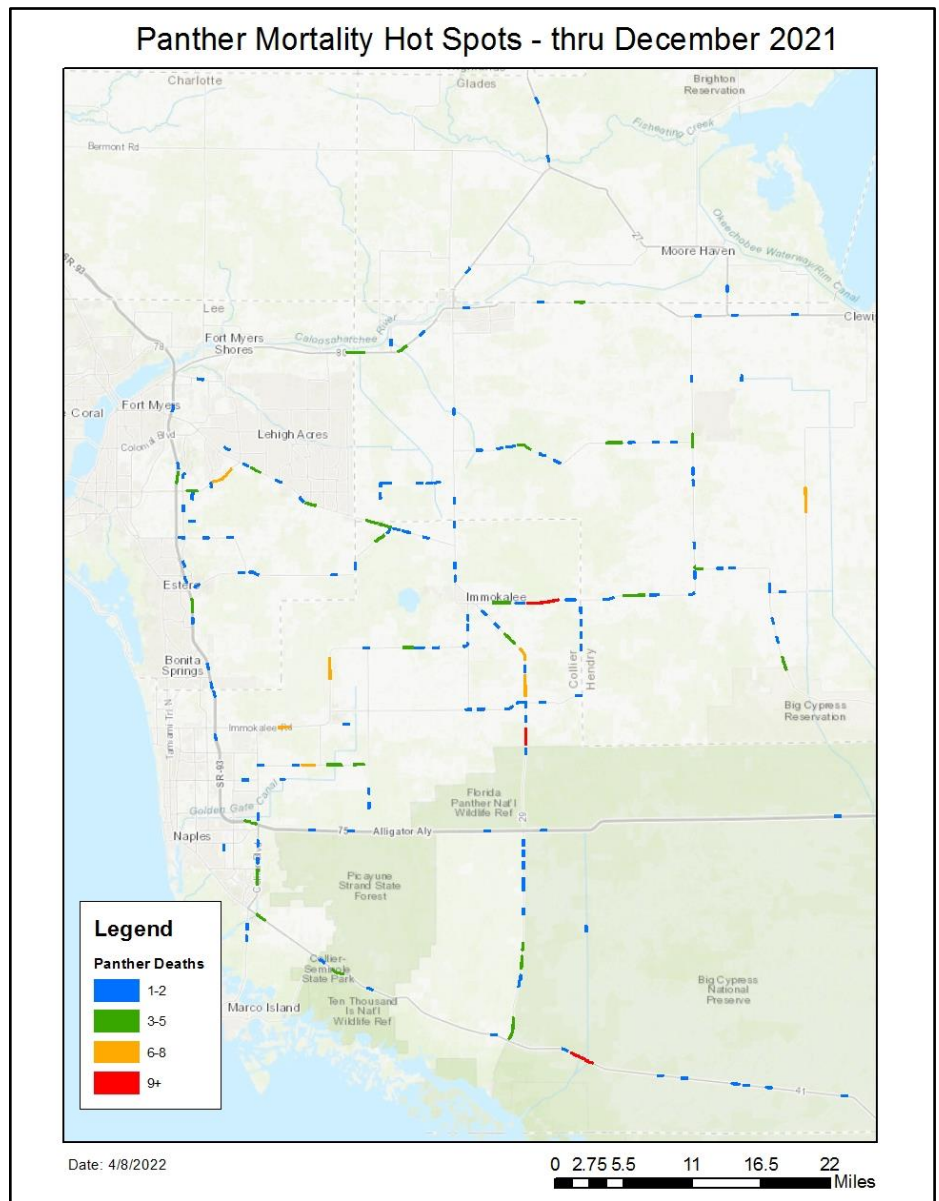 Panther Mortality Hot Spots - thru December 2021
Charlotte
Glades
Brighton
Reservation
Fisheating Creek
Bermont Rd
27
Moore Haven
Okeechobee Waterway/Rim Canal
SR-93
Lee
Caloosahatchee River
Clewi
78
Fort Myers
Shores
80
Fort Myers
e Coral
Colonial Blvd
Lehigh Acres
Estero
Immokalee
Collier
Hendry
Bonita
Springs
Big Cypress
Reservation
Tamiami Trl N
Immokalee Rd
SR-93
Golden Gate Canal
Florida
Panther Nat'l
Wildlife Ref
29
Naples
75
Alligator Aly
Collier Blvd
Picayune
Strand State
Forest
Legend
Panther Deaths
1-2
3-5
6-8
9+
Collier-
Seminole
State Park
Big Cypress
National
Preserve
Marco Island
Ten Thousand
Is Nat'l
Wildlife Ref
41
Date: 4/8/2022
0 2.75 5.5 11 16.5 22
Miles